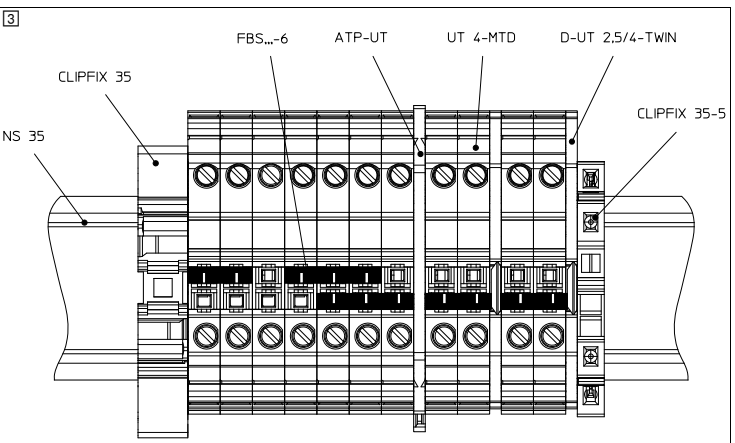 3
FBS...-6
ATP-UT
UT 4-MTD
D-UT 2,5/4-TWIN
CLIPFIX 35
CLIPFIX 35-5
NS 35